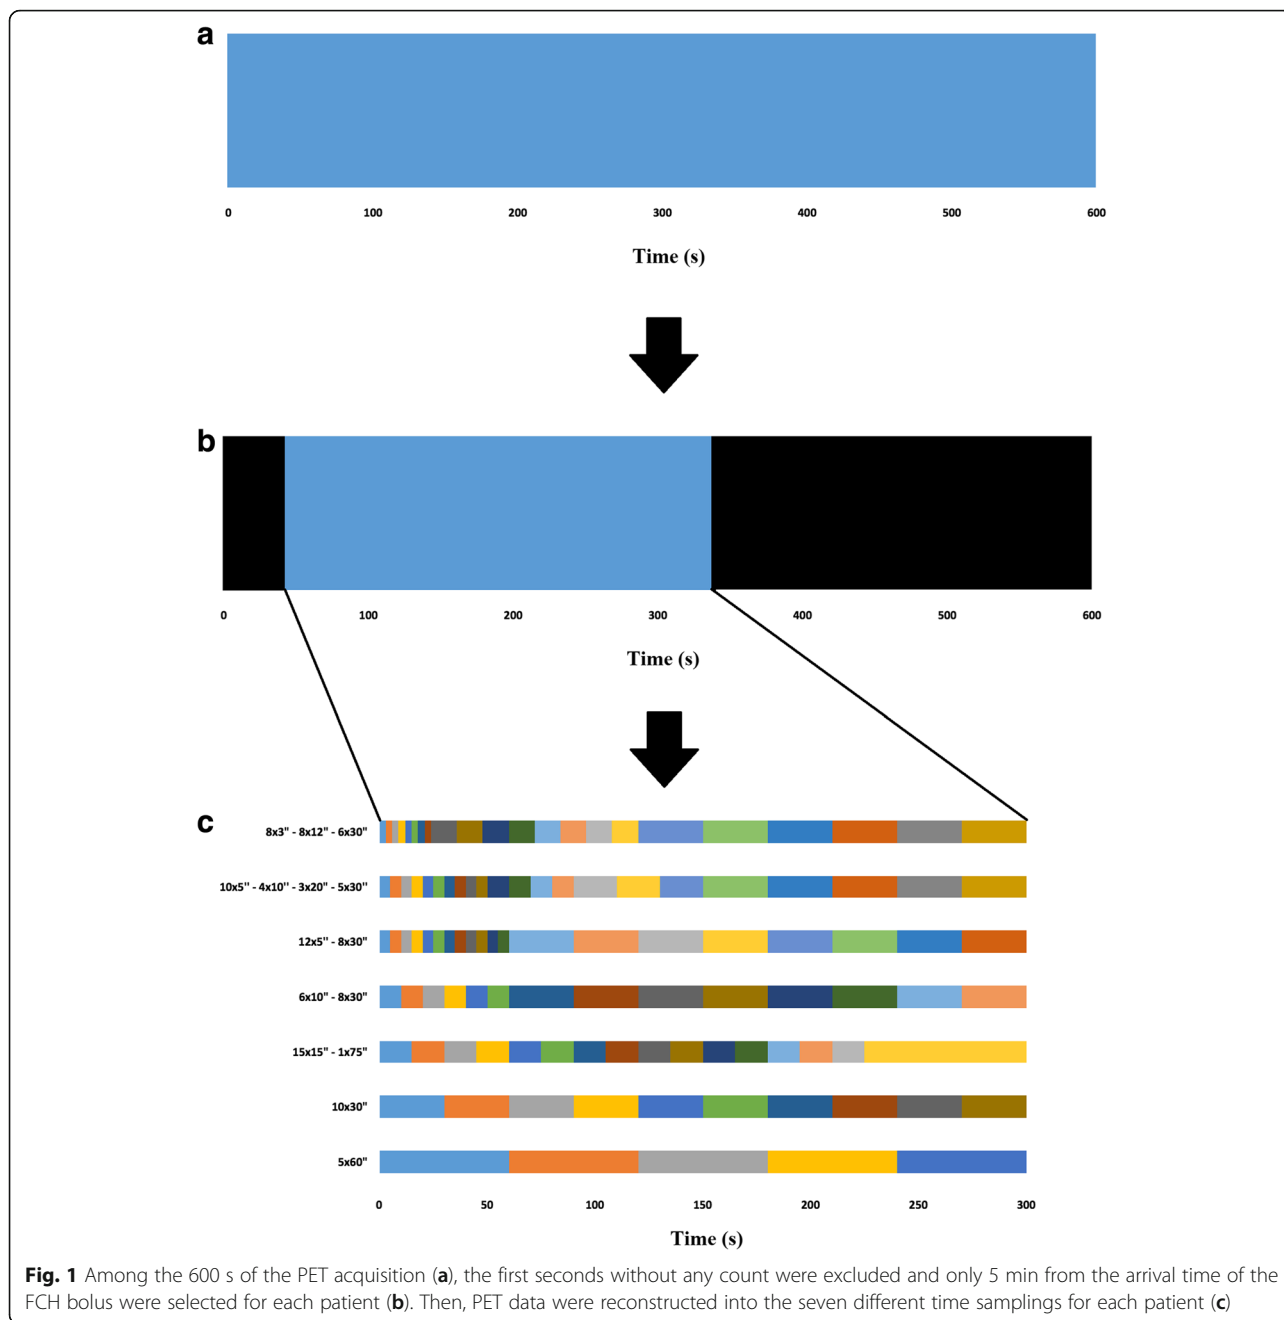 a
0 100 200 300 400 500 600
Time (s)
b
0 100 200 300 400 500 600
Time (s)
c
8x3" - 8x12" - 6x30"
10x5" - 4x10" - 3x20" - 5x30"
12x5" - 8x30"
6x10" - 8x30"
15x15" - 1x75"
10x30"
5x60"
0 50 100 150 200 250 300
Time (s)
Fig. 1 Among the 600 s of the PET acquisition (a), the first seconds without any count were excluded and only 5 min from the arrival time of the
FCH bolus were selected for each patient (b). Then, PET data were reconstructed into the seven different time samplings for each patient (c)